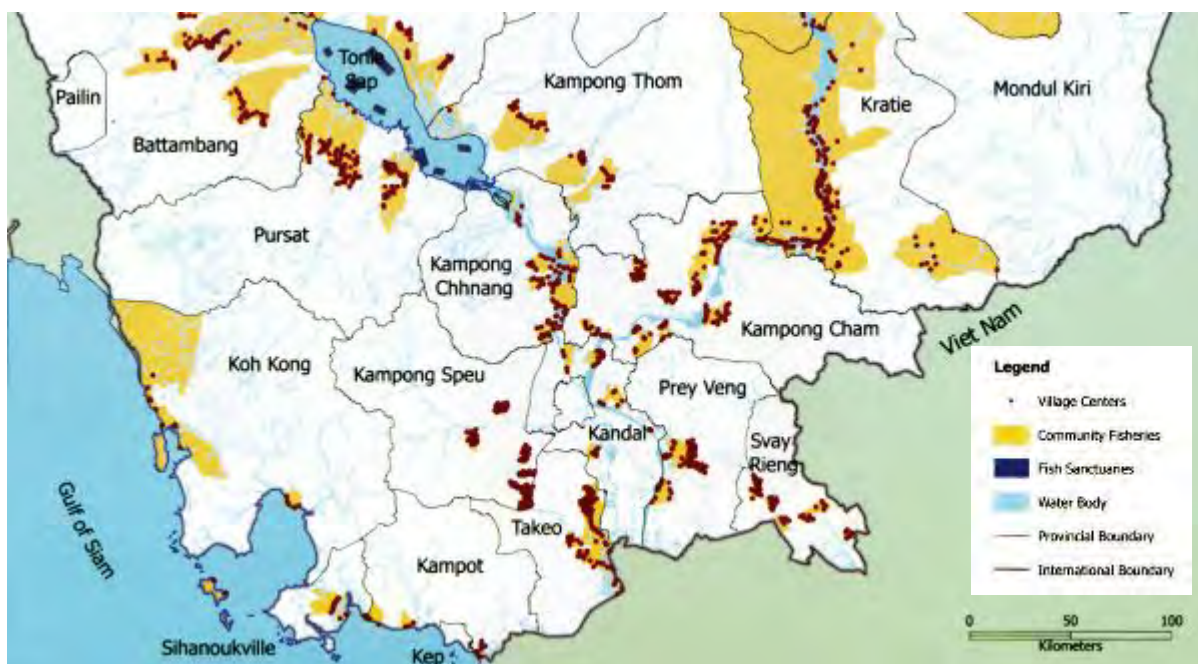 Tonle
Sap
Kampong Thom
Pailin
Kratie
Mondul Kiri
Battambang
Pursat
Kampong
Chhnang
Kampong Cham
Viet Nam
Koh Kong
Kampong Speu
Prey Veng
Kandal
Svay
Rieng
Gulf of Siam
Takeo
Kampot
Sihanoukville
Kep
Legend
Village Centers
Community Fisheries
Fish Sanctuaries
Water Body
Provincial Boundary
International Boundary
0 50 100
Kilometers